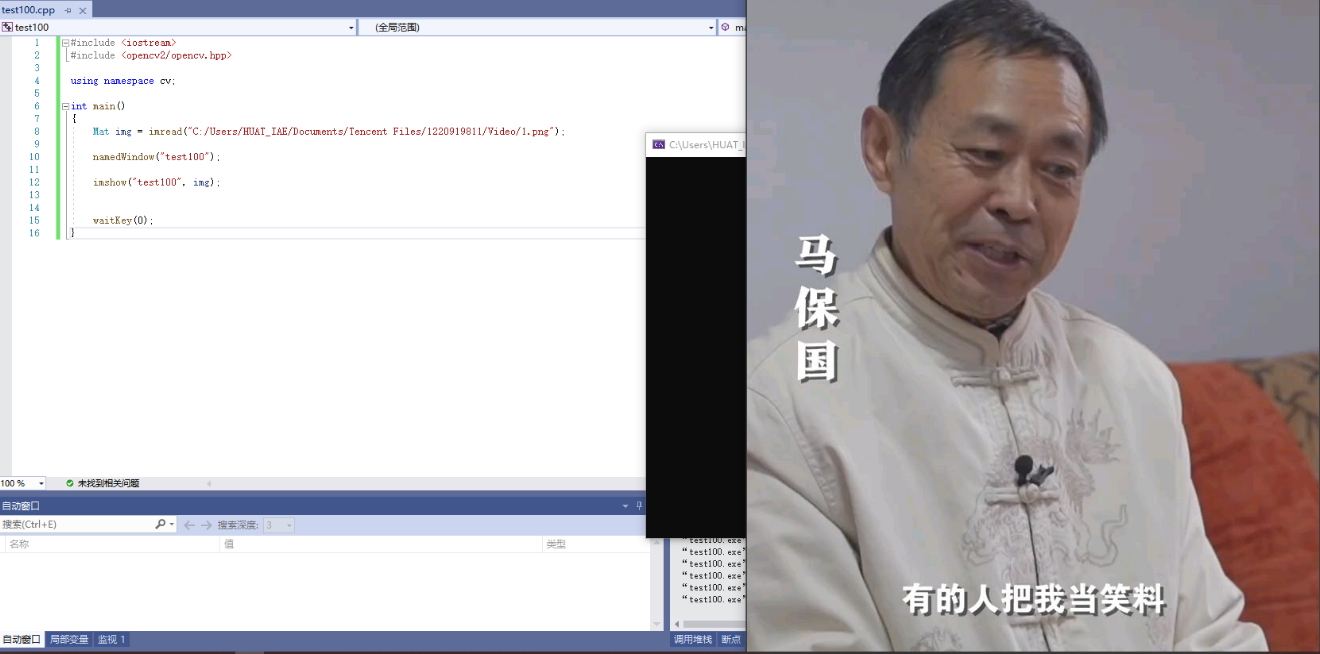 test100.cpp
test100
(全局范围)
1 #include <iostream>
2 #include <opencv2/opencv.hpp>
3
4 using namespace cv;
5
6 int main()
7 {
8 Mat img = imread("C:/Users/HUAT_IAE/Documents/Tencent Files/1220919811/Video/1.png");
9
10 namedWindow("test100");
11
12 imshow("test100", img);
13
14
15 waitKey(0);
16 }
C:\Users\HUAT_I
马保国
有的人把我当笑料
100 %
未找到相关问题
自动窗口
搜索(Ctrl+E)
搜索深度: 3
名称
值
类型
"test100.exe"
"test100.exe"
"test100.exe"
"test100.exe"
"test100.exe"
"test100.exe"
自动窗口 局部变量 监视 1
调用堆栈 断点